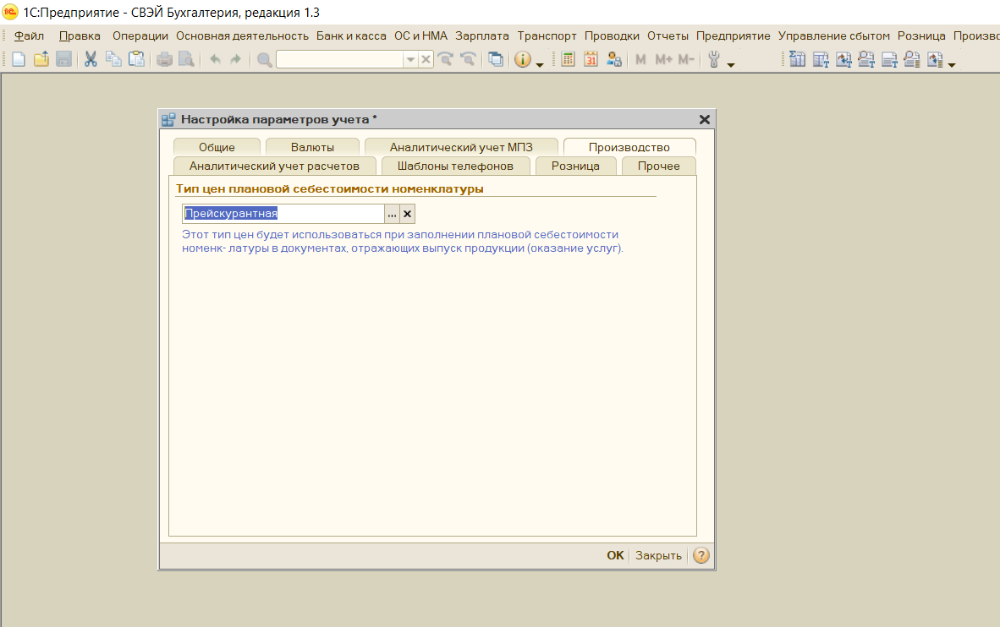 1С:Предприятие - СВЭЙ Бухгалтерия, редакция 1.3
Файл Правка Операции Основная деятельность Банк и касса ОС и НМА Зарплата Транспорт Проводки Отчеты Предприятие Управление сбытом Розница Произво
31 M M+ M-
Настройка параметров учета *
Общие Валюты Аналитический учет МПЗ Производство
Аналитический учет расчетов Шаблоны телефонов Розница Прочее
Тип цен плановой себестоимости номенклатуры
Прейскурантная ...
Этот тип цен будет использоваться при заполнении плановой себестоимости
номенк- латуры в документах, отражающих выпуск продукции (оказание услуг).
OK Закрыть ?